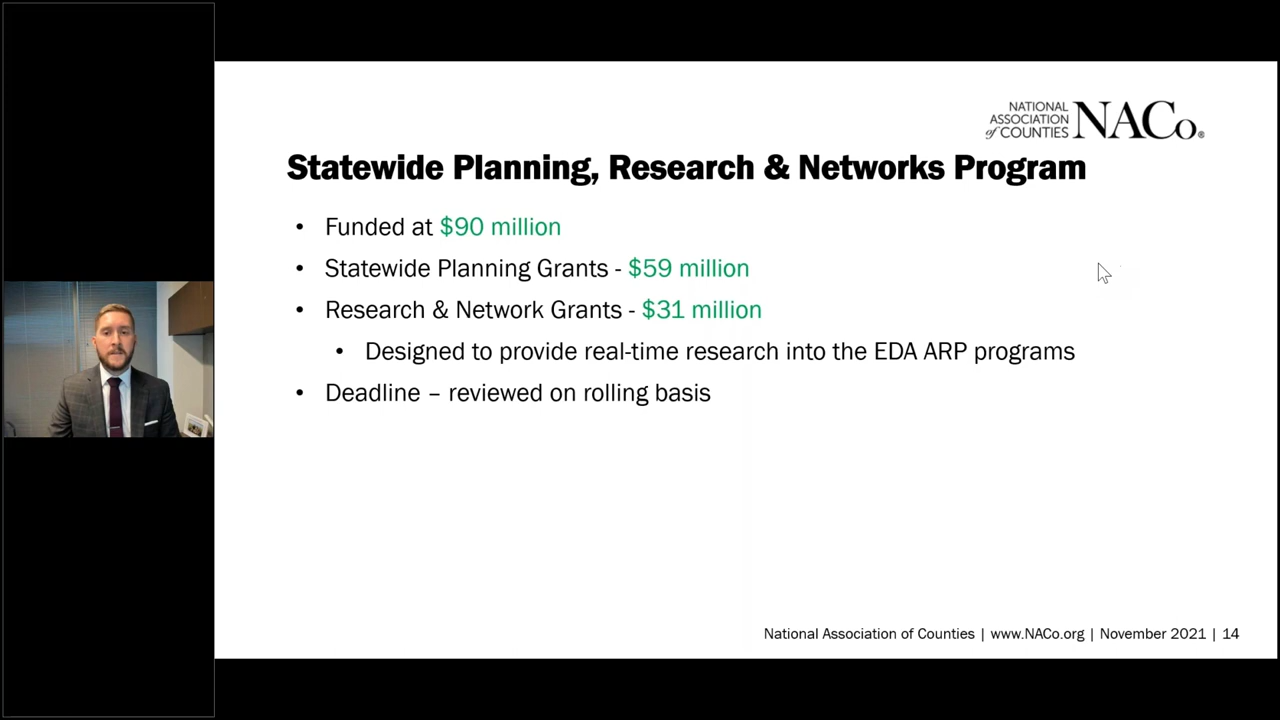 NATIONAL
ASSOCIATION
of COUNTIES
NACo®
Statewide Planning, Research & Networks Program
• Funded at $90 million
• Statewide Planning Grants - $59 million
• Research & Network Grants - $31 million
• Designed to provide real-time research into the EDA ARP programs
• Deadline – reviewed on rolling basis
National Association of Counties | www.NACo.org | November 2021 | 14